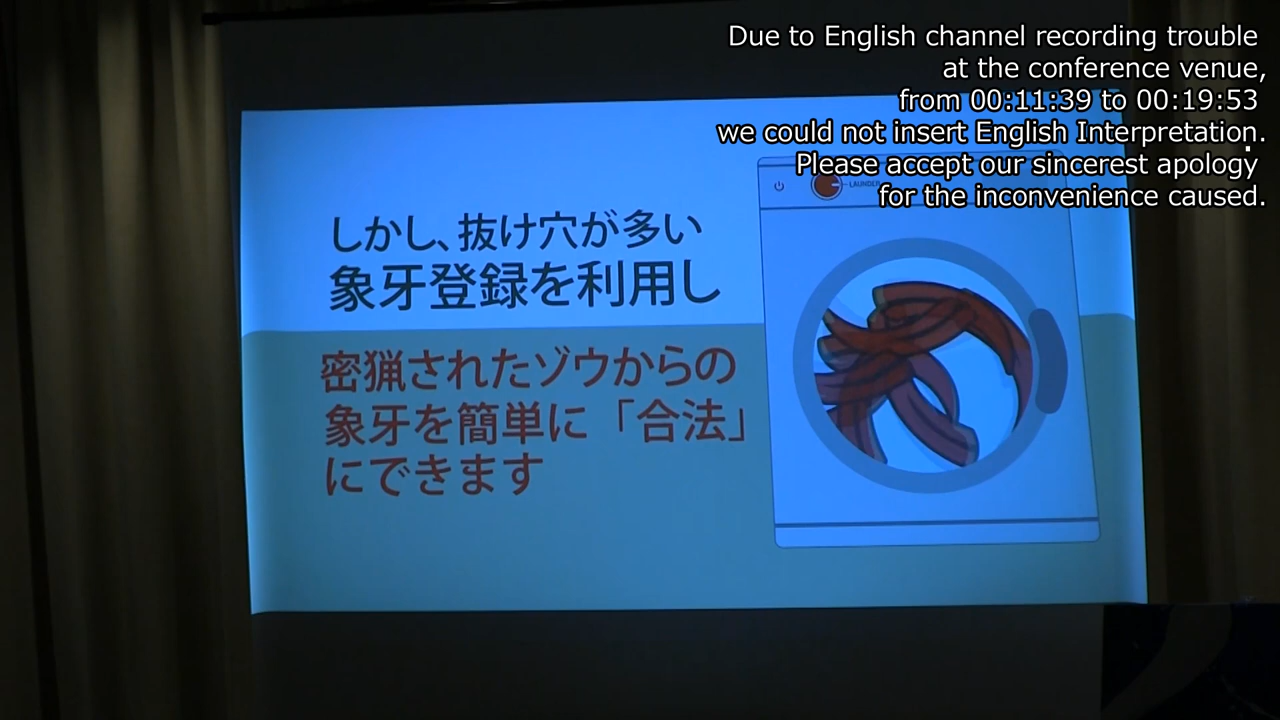 Due to English channel recording trouble
at the conference venue,
from 00:11:39 to 00:19:53
we could not insert English Interpretation.
Please accept our sincerest apology
for the inconvenience caused.
しかし、抜け穴が多い
象牙登録を利用し
密猟されたゾウからの
象牙を簡単に「合法」
にできます